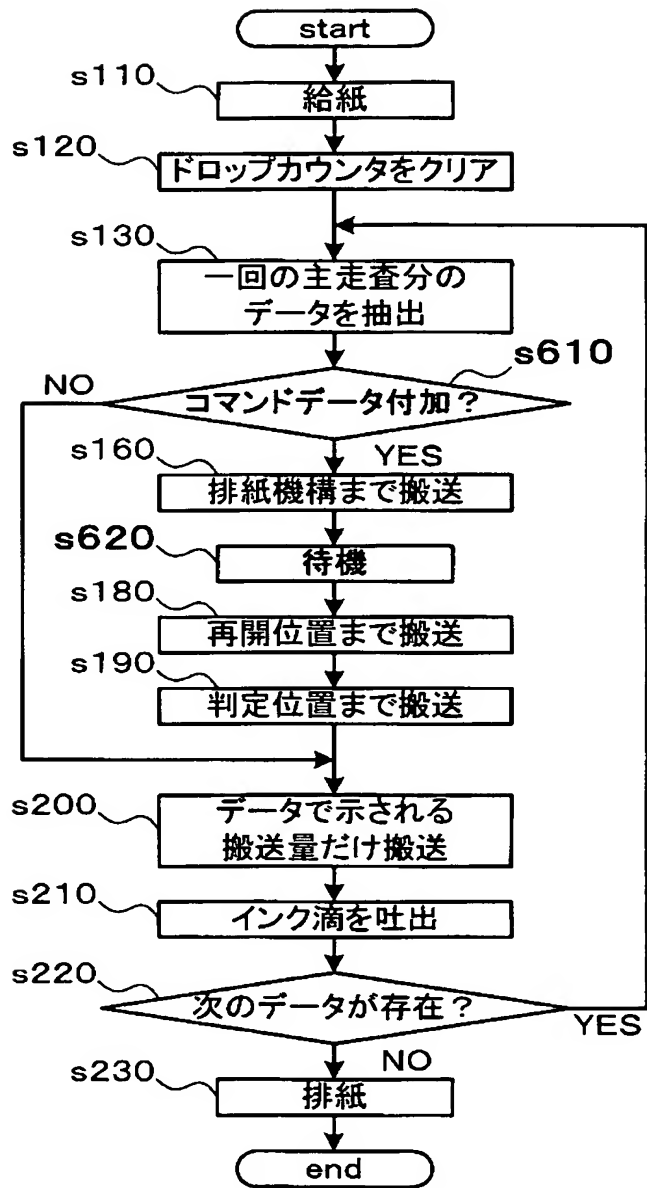 start
s110
給紙
s120
ドロップカウンタをクリア
s130
一回の主走査分の
データを抽出
s610
NO
コマンドデータ付加？
YES
s160
排紙機構まで搬送
s620
待機
s180
再開位置まで搬送
s190
判定位置まで搬送
s200
データで示される
搬送量だけ搬送
s210
インク滴を吐出
s220
次のデータが存在？
YES
NO
s230
排紙
end